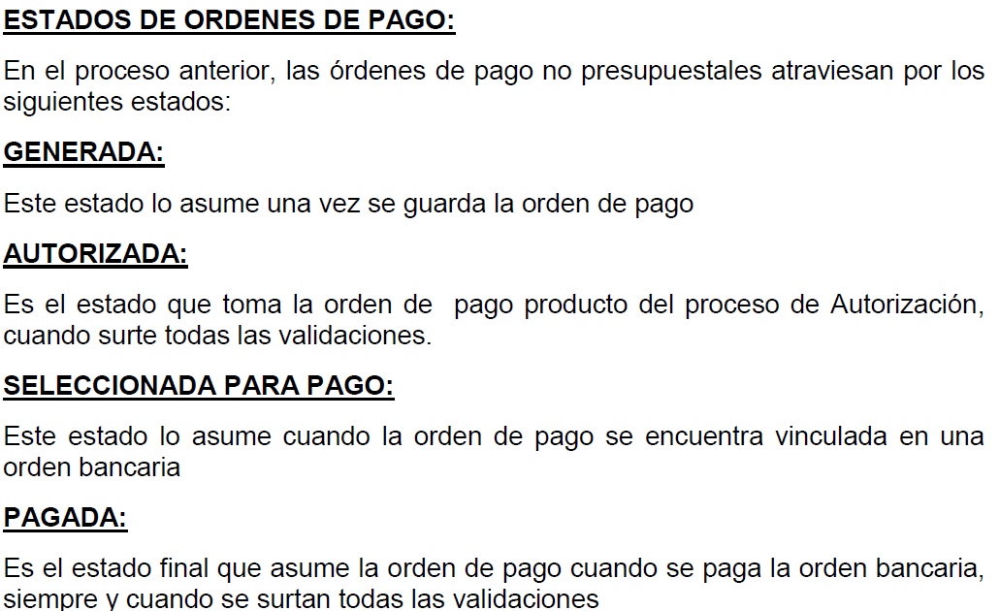 ESTADOS DE ORDENES DE PAGO:
En el proceso anterior, las órdenes de pago no presupuestales atraviesan por los
siguientes estados:
GENERADA:
Este estado lo asume una vez se guarda la orden de pago
AUTORIZADA:
Es el estado que toma la orden de  pago producto del proceso de Autorización,
cuando surte todas las validaciones.
SELECCIONADA PARA PAGO:
Este estado lo asume cuando la orden de pago se encuentra vinculada en una
orden bancaria
PAGADA:
Es el estado final que asume la orden de pago cuando se paga la orden bancaria,
siempre y cuando se surtan todas las validaciones